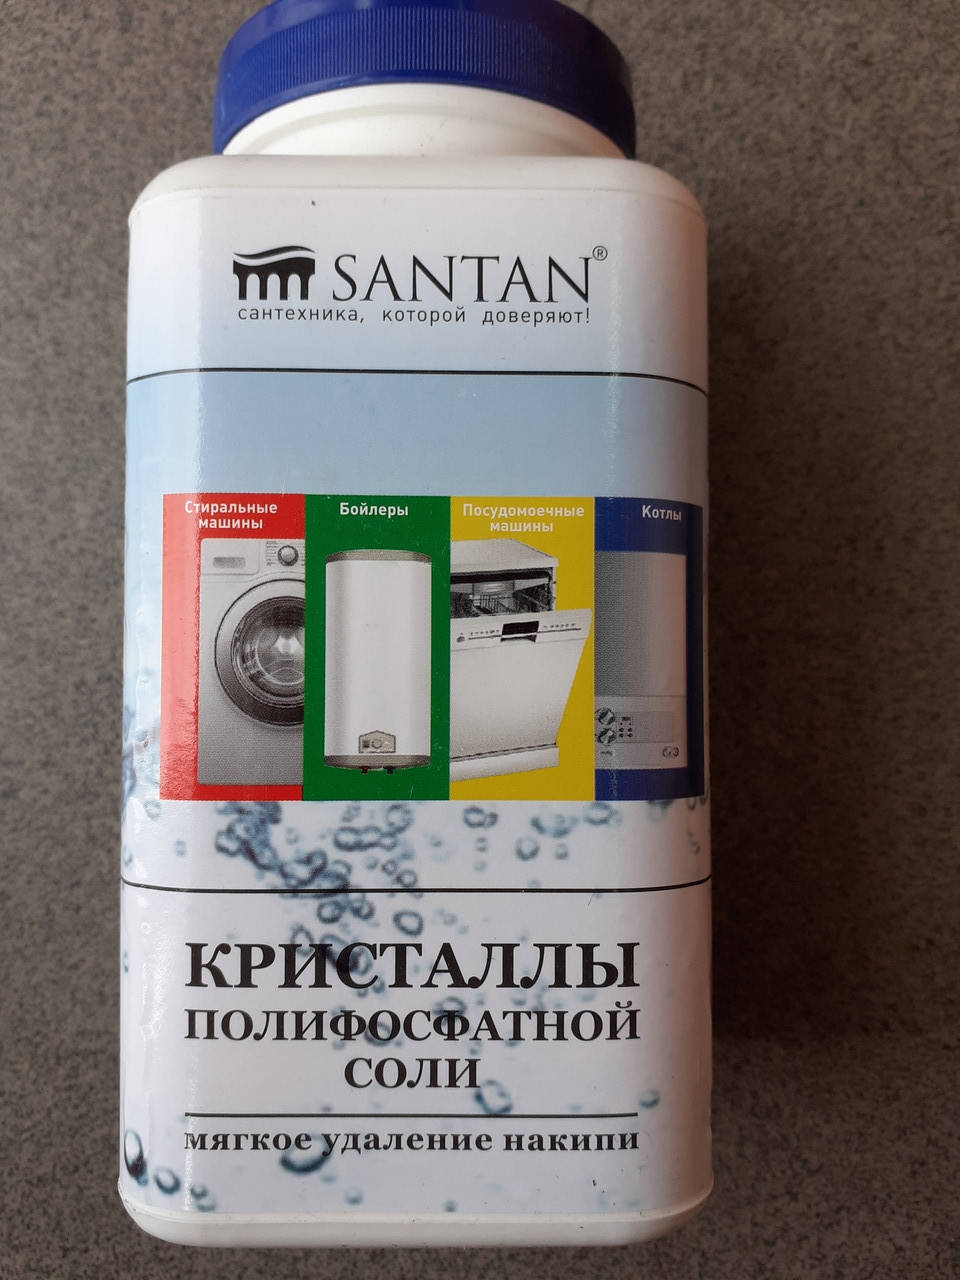 SANTAN®
сантехника, которой доверяют!
Стиральные
машины
Бойлеры
Посудомоечные
машины
Котлы
КРИСТАЛЛЫ
ПОЛИФОСФАТНОЙ
СОЛИ
мягкое удаление накипи